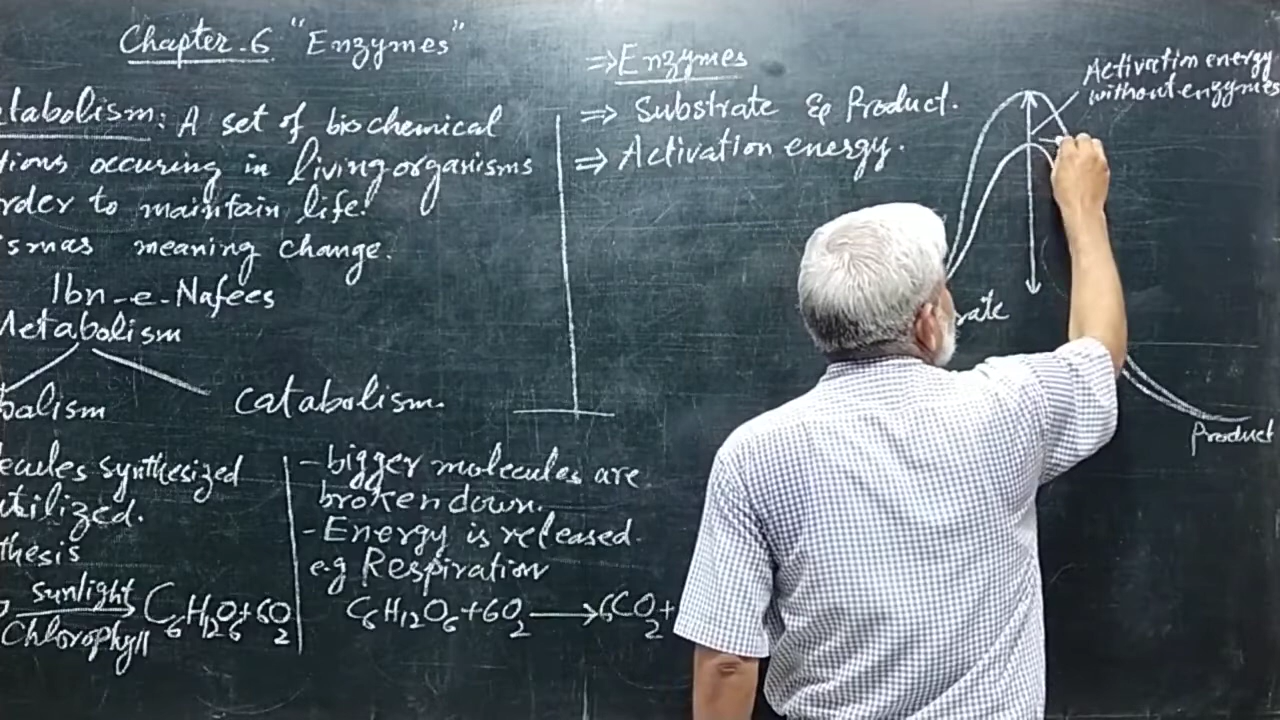 Chapter-6 "Enzymes"
tabolism: A set of biochemical
tions occuring in living organisms
rder to maintain life.
ismas meaning change.
Ibn-e-Nafees
Metabolism
balism catabolism.
ecules synthesized
utilized.
thesis
sunlight
Chlorophyll
C6H12O6+6O2
-bigger molecules are
broken down.
-Energy is released.
e.g Respiration
C6H12O6+6O2 → 6CO2+
⇒ Enzymes
⇒ Substrate & Product.
⇒ Activation energy.
Activation energy
without enzymes
rate
Product